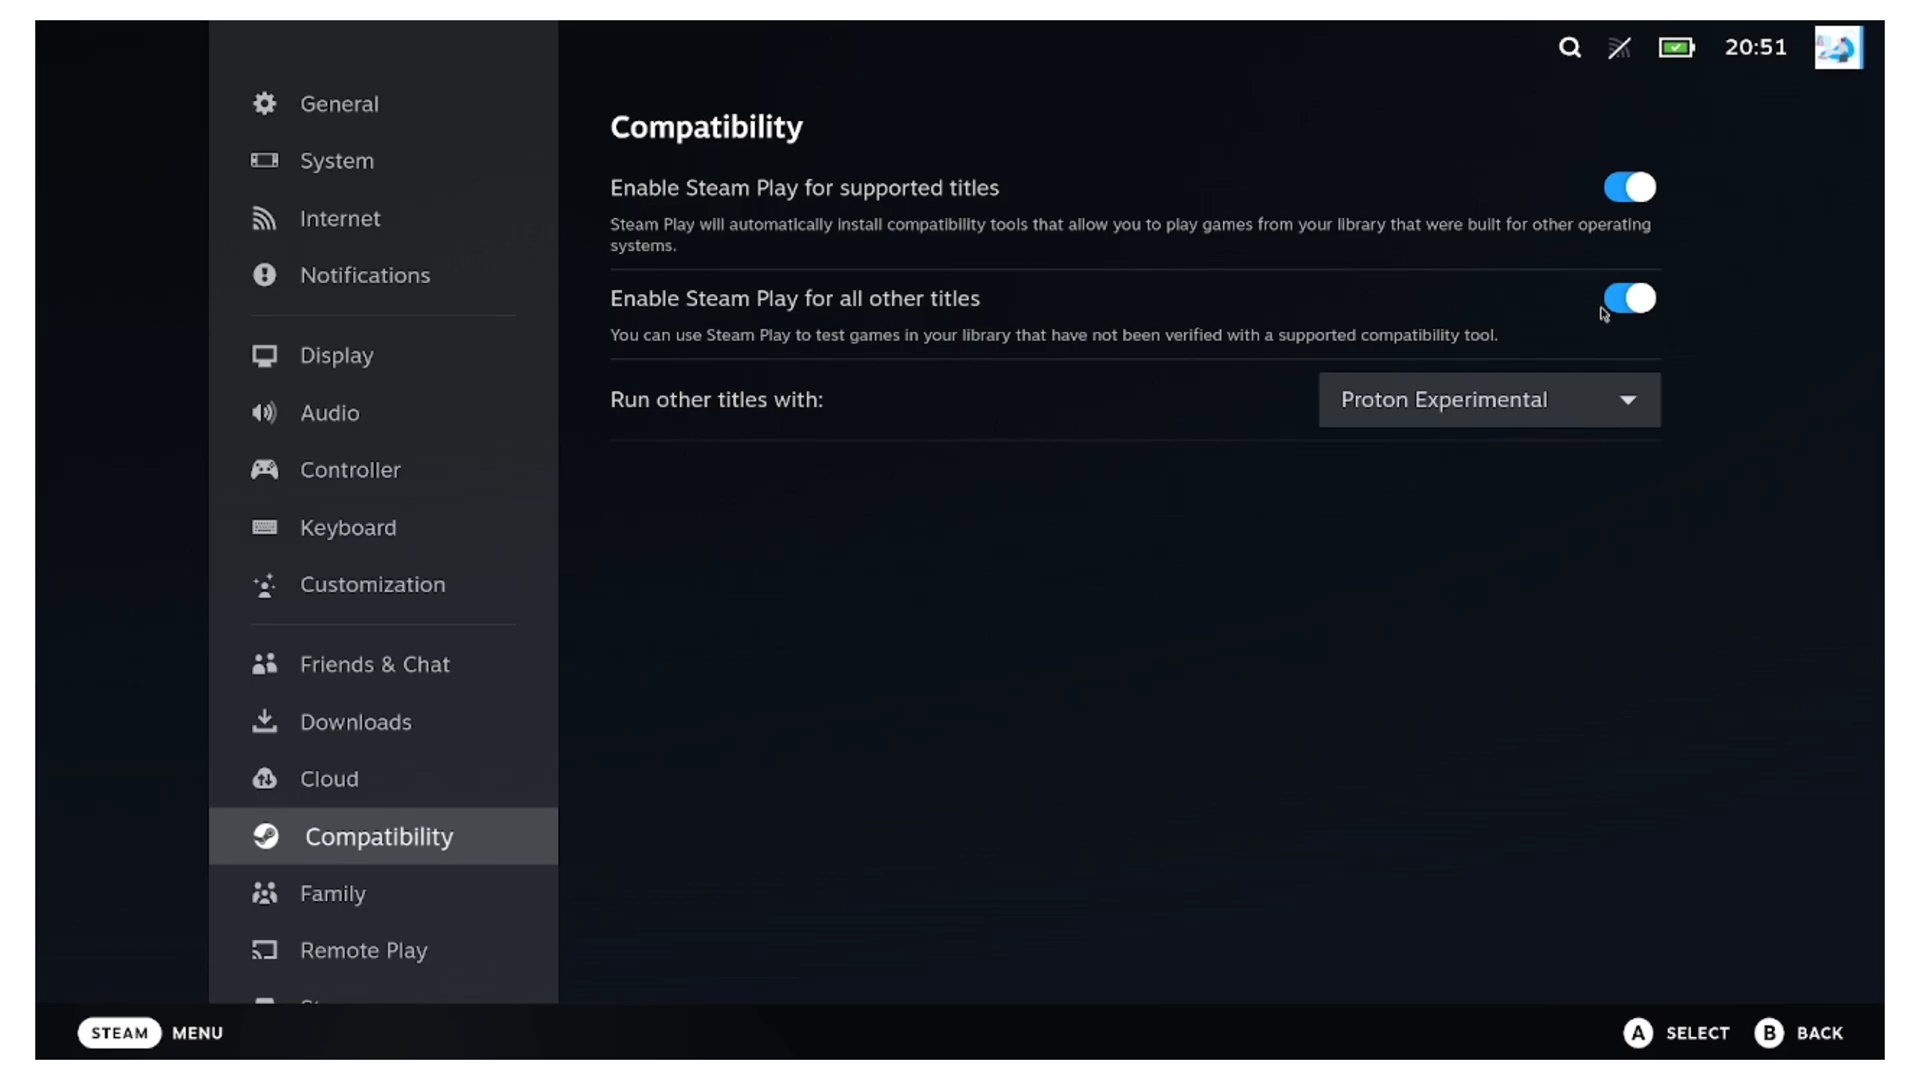 20:51
General
System
Internet
Notifications
Display
Audio
Controller
Keyboard
Customization
Friends & Chat
Downloads
Cloud
Compatibility
Family
Remote Play
Compatibility
Enable Steam Play for supported titles
Steam Play will automatically install compatibility tools that allow you to play games from your library that were built for other operating
systems.
Enable Steam Play for all other titles
You can use Steam Play to test games in your library that have not been verified with a supported compatibility tool.
Run other titles with:
Proton Experimental
STEAM MENU
A SELECT B BACK